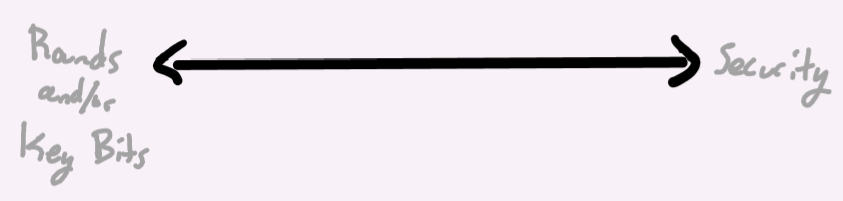 Rounds
and/or
Key Bits
Security